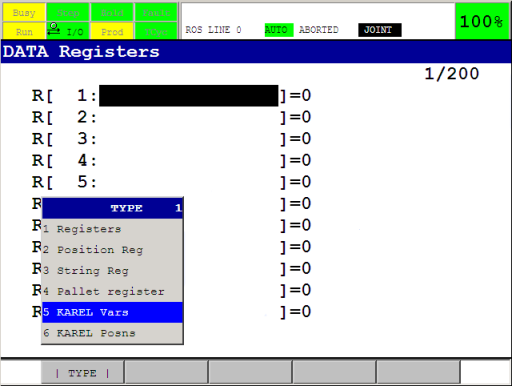 Busy Step Hold Fault
Run I/O Prod
ROS LINE 0 AUTO ABORTED JOINT
100%
DATA Registers
1/200
R[ 1: ]=0
R[ 2: ]=0
R[ 3: ]=0
R[ 4: ]=0
R[ 5: ]=0
R[ ]=0
R[ ]=0
R[ ]=0
R[ ]=0
R[ ]=0
R[ ]=0
TYPE 1
1 Registers
2 Position Reg
3 String Reg
4 Pallet register
5 KAREL Vars
6 KAREL Posns
[ TYPE ]